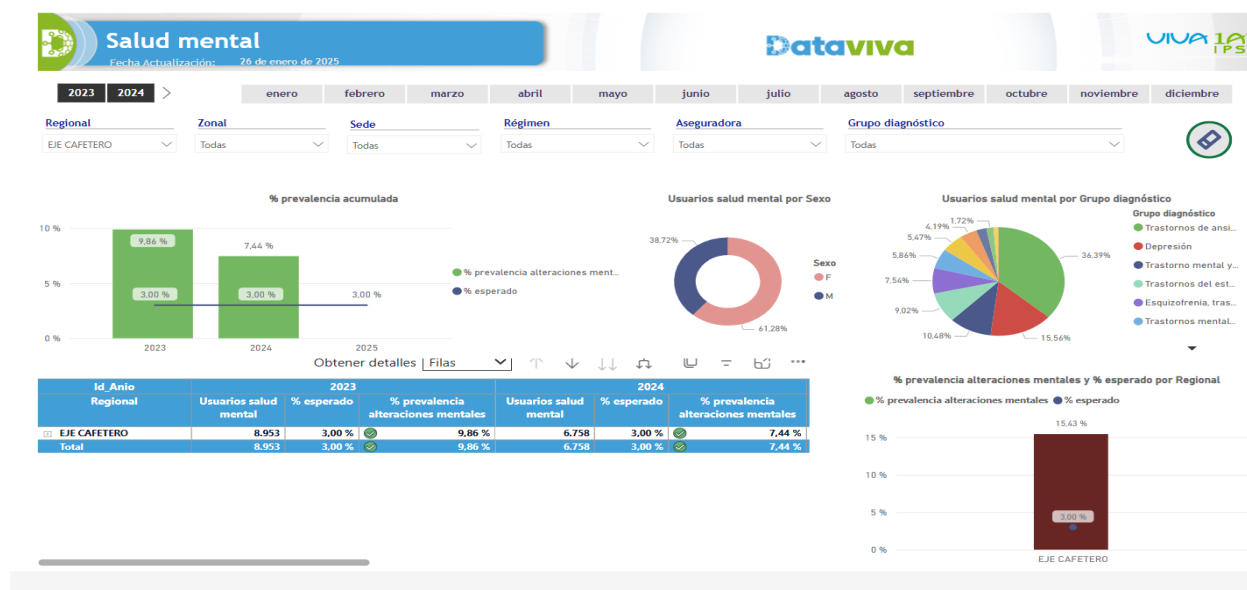 Salud mental
Fecha Actualización: 26 de enero de 2025
Dataviva
VIVA 1A
IPS
2023 2024 enero febrero marzo abril mayo junio julio agosto septiembre octubre noviembre diciembre
Regional Zonal Sede Régimen Aseguradora Grupo diagnóstico
EJE CAFETERO Todas Todas Todas Todas Todas
% prevalencia acumulada
10 %
5 %
0 %
9,86 %
7,44 %
3,00 %
3,00 %
3,00 %
2023 2024 2025
% prevalencia alteraciones ment...
% esperado
Usuarios salud mental por Sexo
38,72%
61,28%
Sexo
F
M
Usuarios salud mental por Grupo diagnóstico
1,72%
4,19%
5,47%
5,86%
7,54%
9,02%
10,48%
15,56%
36,39%
Grupo diagnóstico
Trastornos de ansi...
Depresión
Trastorno mental y...
Trastornos del est...
Esquizofrenia, tras...
Trastornos mental...
Obtener detalles Filas
Id_Anio 2023 2024
Regional Usuarios salud mental % esperado % prevalencia alteraciones mentales Usuarios salud mental % esperado % prevalencia alteraciones mentales
EJE CAFETERO 8.953 3,00 % 9,86 % 6.758 3,00 % 7,44 %
Total 8.953 3,00 % 9,86 % 6.758 3,00 % 7,44 %
% prevalencia alteraciones mentales y % esperado por Regional
% prevalencia alteraciones mentales % esperado
15 %
10 %
5 %
0 %
15,43 %
3,00 %
EJE CAFETERO